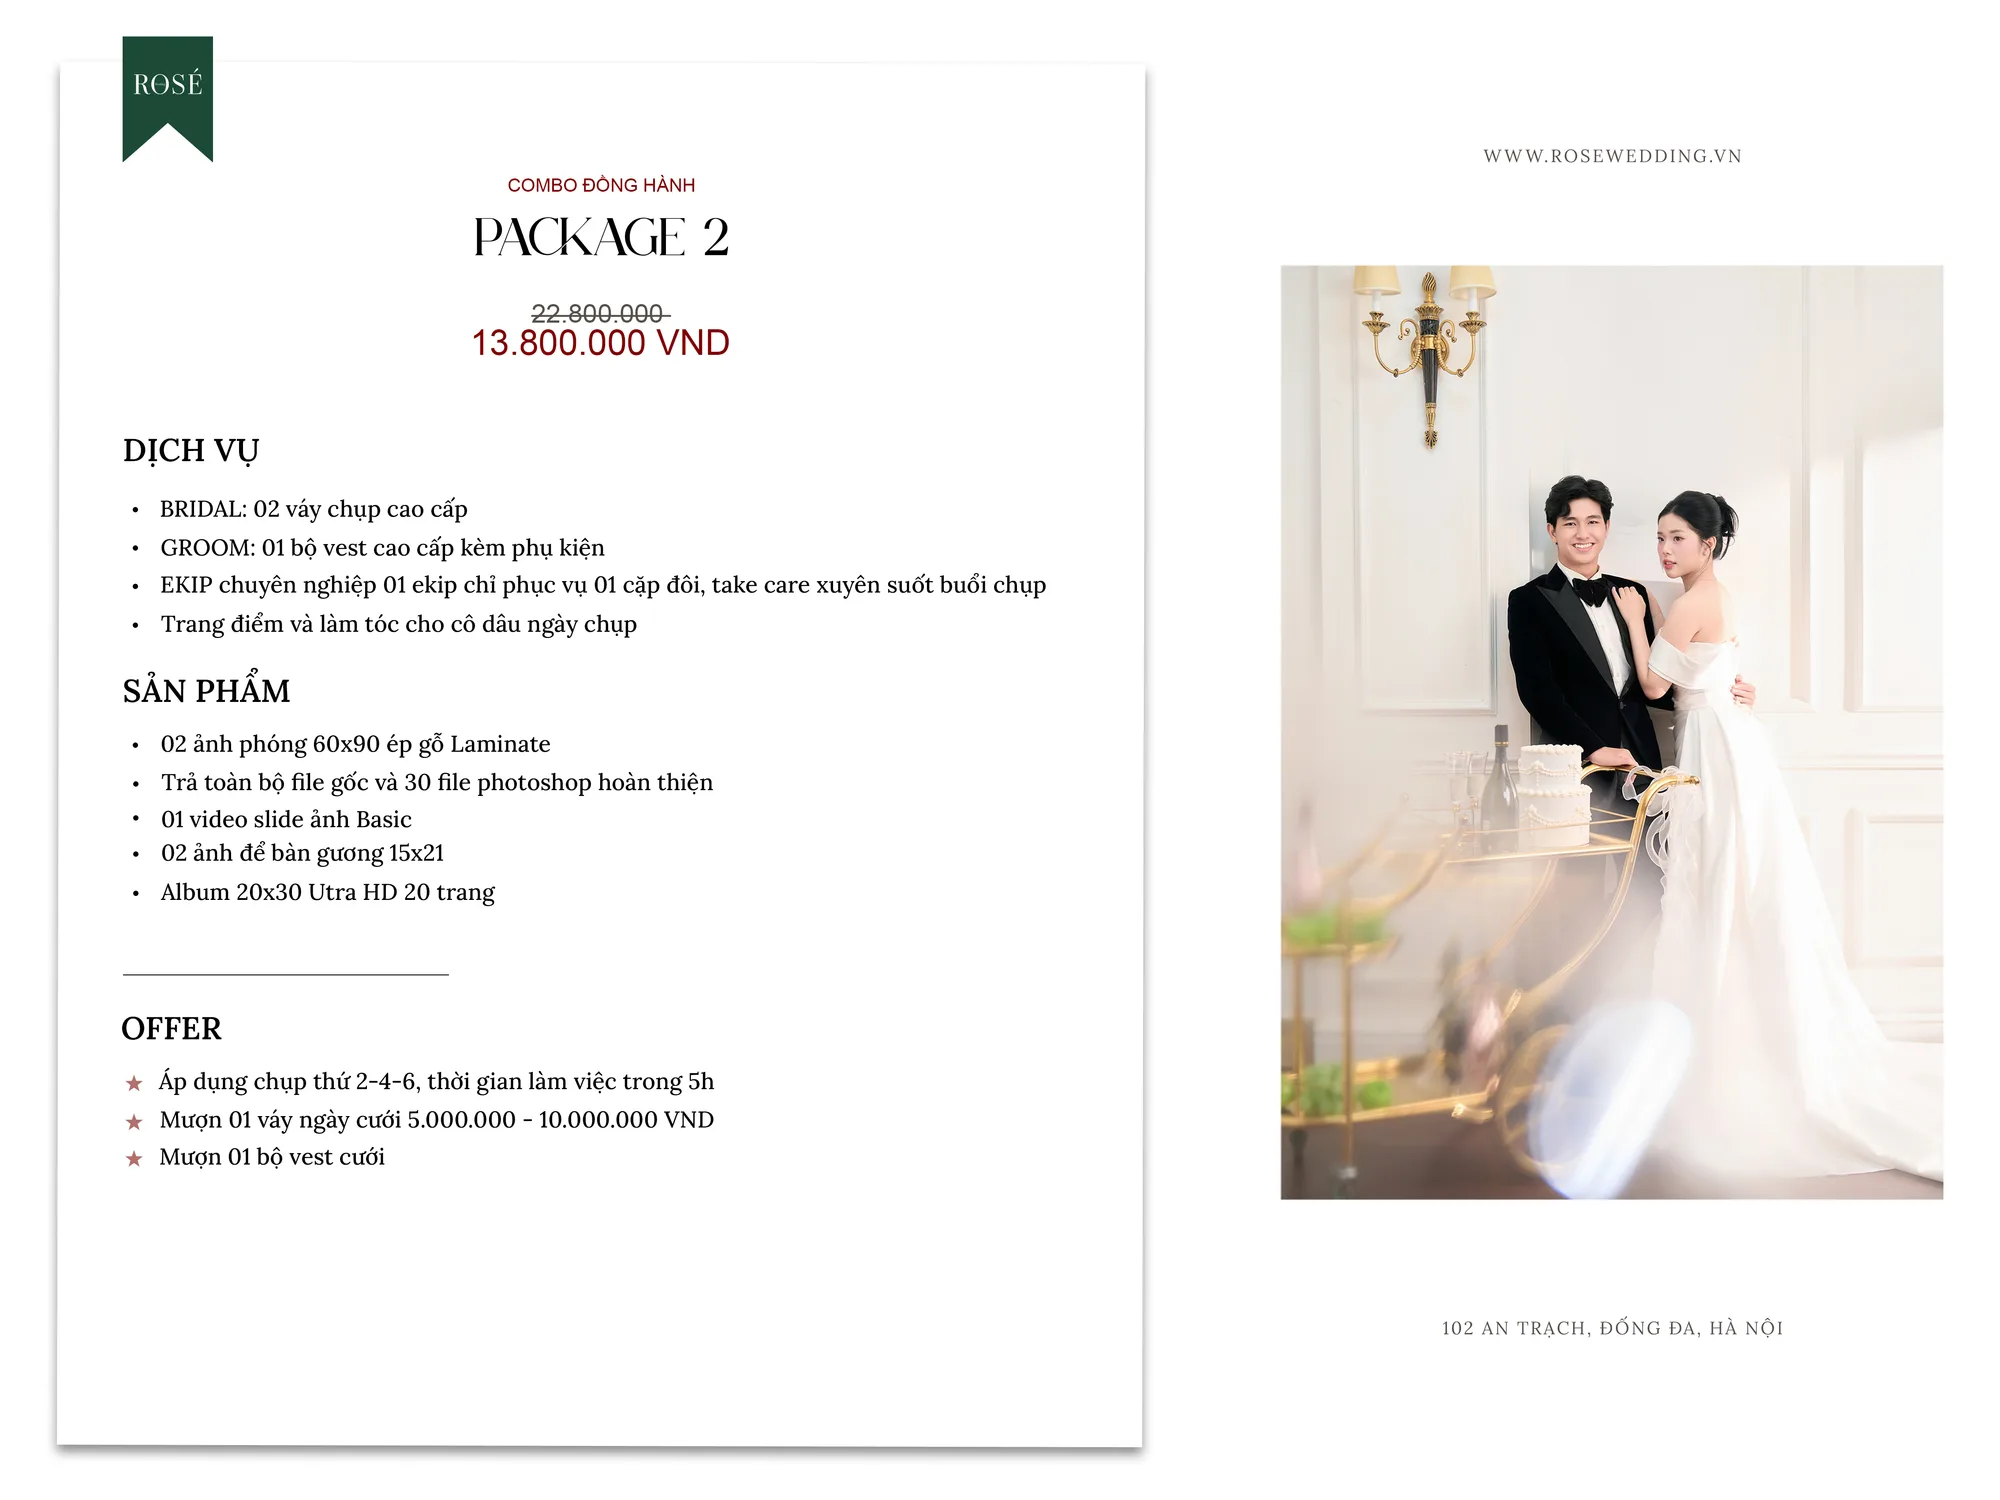 ROSÉ
COMBO ĐỒNG HÀNH
PACKAGE 2
22.800.000
13.800.000 VND
DỊCH VỤ
• BRIDAL: 02 váy chụp cao cấp
• GROOM: 01 bộ vest cao cấp kèm phụ kiện
• EKIP chuyên nghiệp 01 ekip chỉ phục vụ 01 cặp đôi, take care xuyên suốt buổi chụp
• Trang điểm và làm tóc cho cô dâu ngày chụp
SẢN PHẨM
• 02 ảnh phóng 60x90 ép gỗ Laminate
• Trả toàn bộ file gốc và 30 file photoshop hoàn thiện
• 01 video slide ảnh Basic
• 02 ảnh để bàn gương 15x21
• Album 20x30 Utra HD 20 trang
OFFER
★ Áp dụng chụp thứ 2-4-6, thời gian làm việc trong 5h
★ Mượn 01 váy ngày cưới 5.000.000 - 10.000.000 VND
★ Mượn 01 bộ vest cưới
WWW.ROSEWEDDING.VN
102 AN TRẠCH, ĐỐNG ĐA, HÀ NỘI